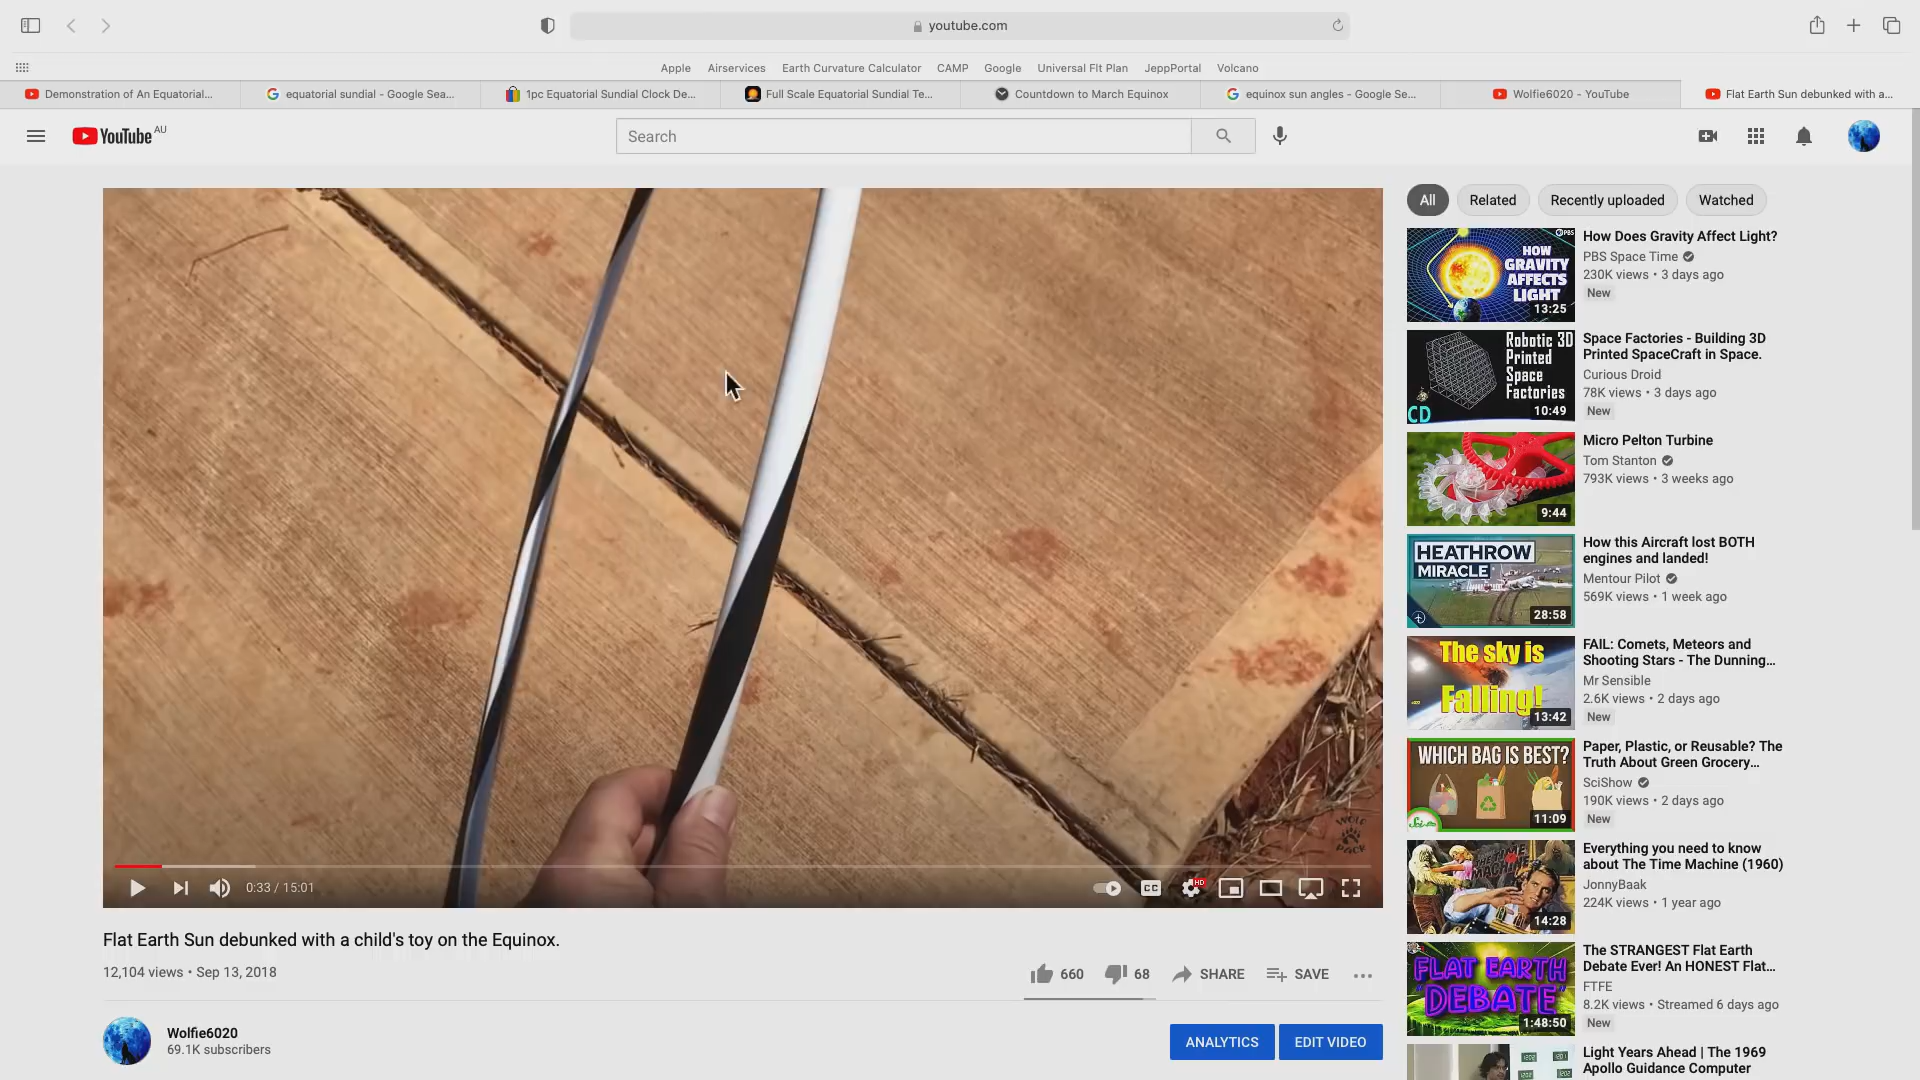 youtube.com
Apple Airservices Earth Curvature Calculator CAMP Google Universal Flt Plan JeppPortal Volcano
Demonstration of An Equatorial... equatorial sundial - Google Sea... 1pc Equatorial Sundial Clock De... Full Scale Equatorial Sundial Te... Countdown to March Equinox equinox sun angles - Google Se... Wolfie6020 - YouTube Flat Earth Sun debunked with a...
YouTube AU
Search
WOLF
PACK
0:33 / 15:01
CC
HD
Flat Earth Sun debunked with a child's toy on the Equinox.
12,104 views • Sep 13, 2018
660 68 SHARE SAVE
Wolfie6020
69.1K subscribers
ANALYTICS EDIT VIDEO
All Related Recently uploaded Watched
PBS
HOW
GRAVITY
AFFECTS
LIGHT
13:25
How Does Gravity Affect Light?
PBS Space Time
230K views • 3 days ago
New
Robotic 3D
Printed
Space
Factories
CD
10:49
Space Factories - Building 3D
Printed SpaceCraft in Space.
Curious Droid
78K views • 3 days ago
New
9:44
Micro Pelton Turbine
Tom Stanton
793K views • 3 weeks ago
HEATHROW
MIRACLE
28:58
How this Aircraft lost BOTH
engines and landed!
Mentour Pilot
569K views • 1 week ago
The sky is
Falling!
13:42
FAIL: Comets, Meteors and
Shooting Stars - The Dunning...
Mr Sensible
2.6K views • 2 days ago
New
WHICH BAG IS BEST?
Sci
11:09
Paper, Plastic, or Reusable? The
Truth About Green Grocery...
SciShow
190K views • 2 days ago
New
THE TIME
MACHINE
14:28
Everything you need to know
about The Time Machine (1960)
JonnyBaak
224K views • 1 year ago
FLAT EARTH
"DEBATE"
1:48:50
The STRANGEST Flat Earth
Debate Ever! An HONEST Flat...
FTFE
8.2K views • Streamed 6 days ago
New
Light Years Ahead | The 1969
Apollo Guidance Computer